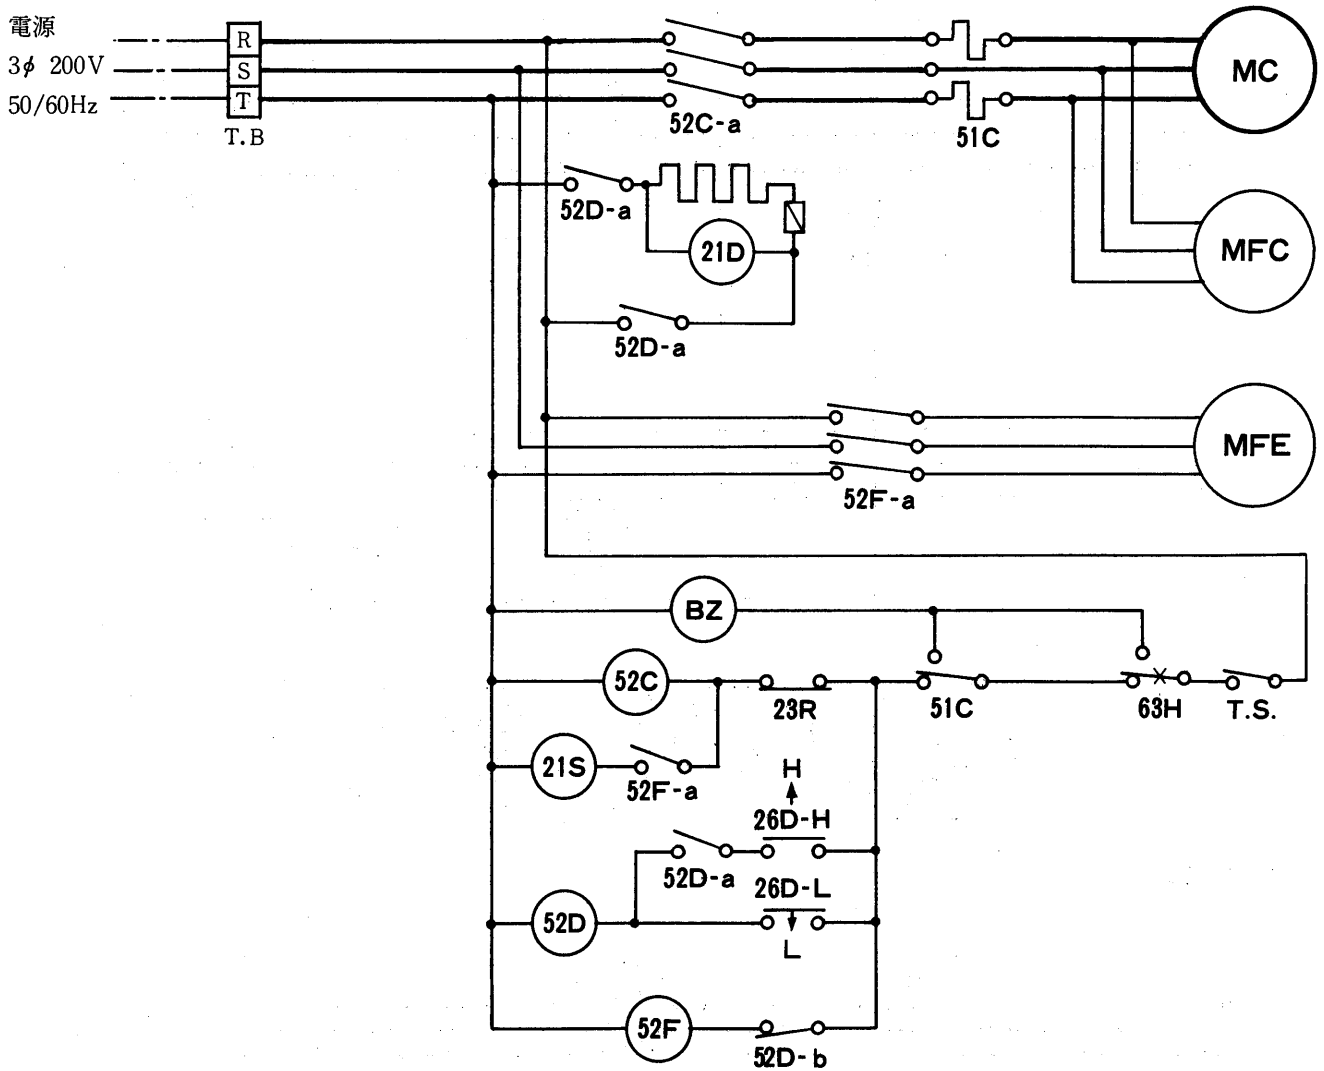 電源
3φ 200V
50/60Hz
R
S
T
T.B
52C-a
51C
MC
52D-a
21D
MFC
52D-a
MFE
52F-a
BZ
52C
23R
51C
63H
T.S.
21S
52F-a
H
26D-H
52D-a
26D-L
52D
L
52F
52D-b